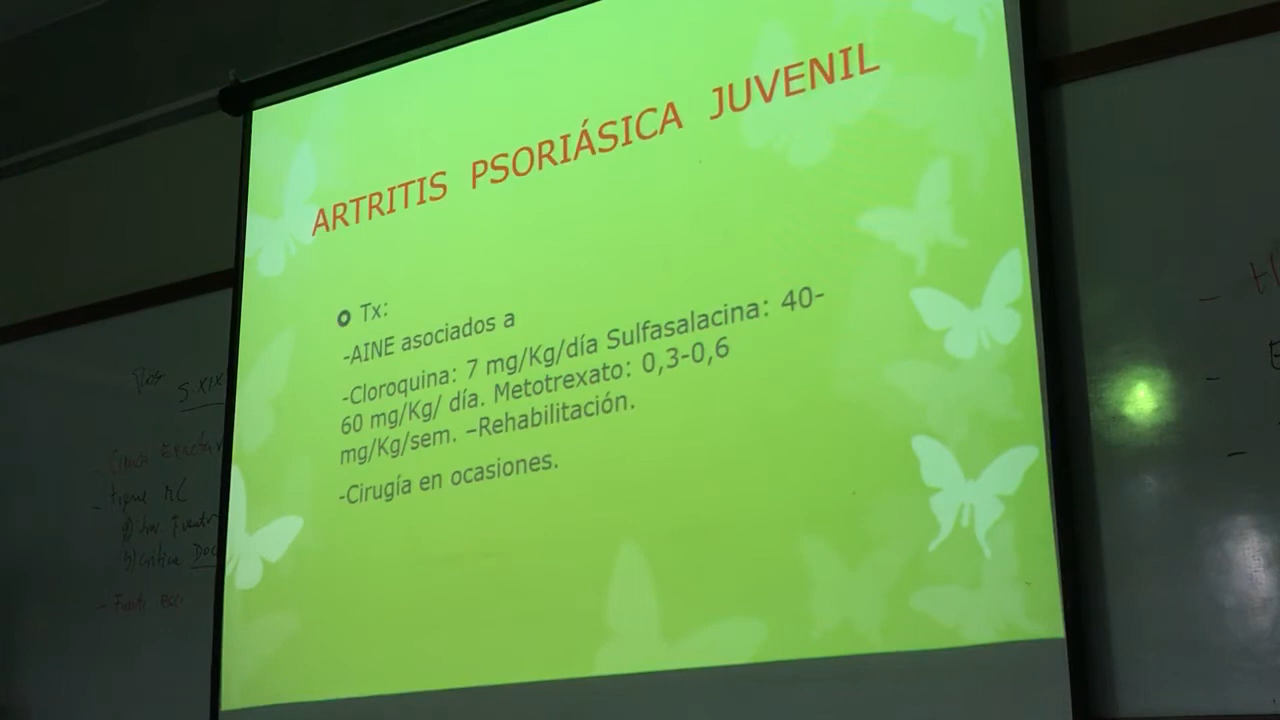 ARTRITIS PSORIÁSICA JUVENIL
Tx:
-AINE asociados a
-Cloroquina: 7 mg/Kg/día Sulfasalacina: 40-
60 mg/Kg/ día. Metotrexato: 0,3-0,6
mg/Kg/sem. –Rehabilitación.
-Cirugía en ocasiones.
S. XIX